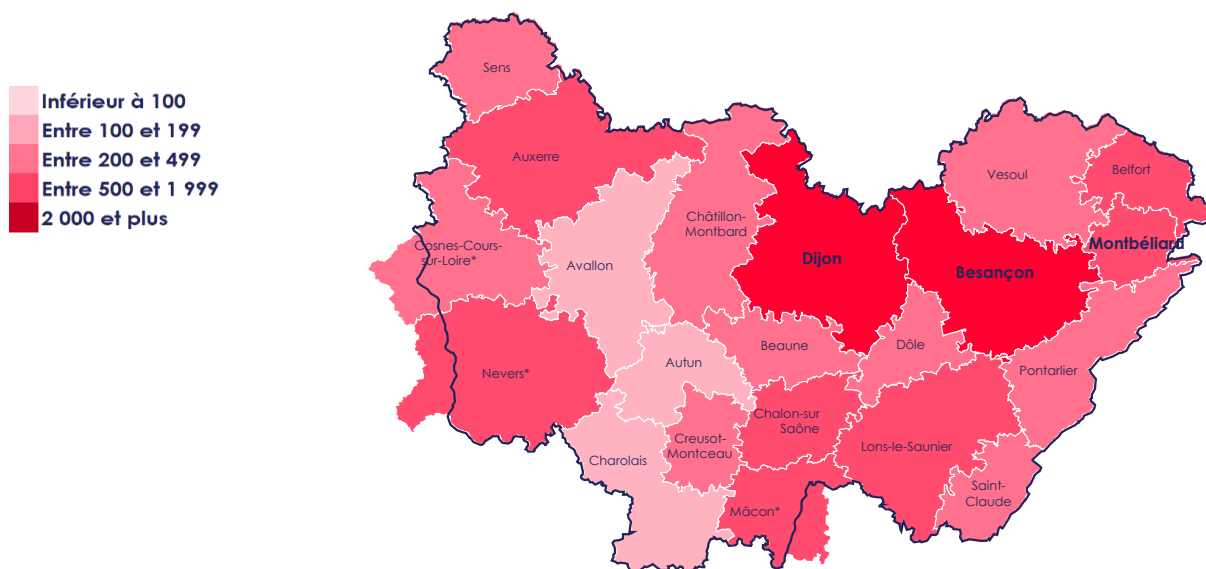 Inférieur à 100
Entre 100 et 199
Entre 200 et 499
Entre 500 et 1 999
2 000 et plus
Sens
Auxerre
Vesoul
Belfort
Châtillon-
Montbard
Cosnes-Cours-
sur-Loire*
Avallon
Dijon
Besançon
Montbéliard
Nevers*
Autun
Beaune
Dôle
Pontarlier
Chalon-sur
Saône
Creusot-
Montceau
Charolais
Lons-le-Saunier
Saint-
Claude
Mâcon*